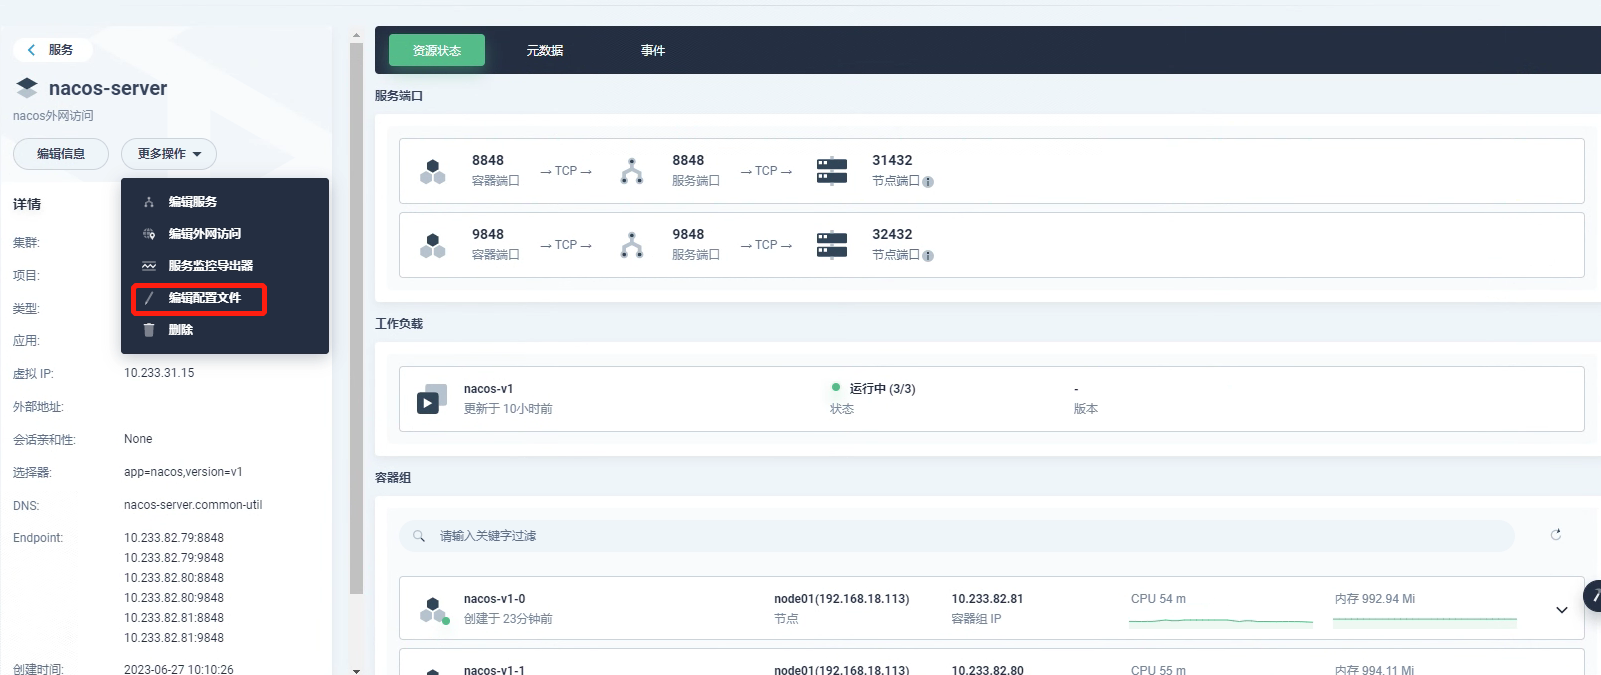 服务
nacos-server
nacos外网访问
编辑信息
更多操作
编辑服务
编辑外网访问
服务监控导出器
编辑配置文件
删除
详情
集群:
项目:
类型:
应用:
虚拟 IP:
10.233.31.15
外部地址:
会话亲和性:
None
选择器:
app=nacos,version=v1
DNS:
nacos-server.common-util
Endpoint:
10.233.82.79:8848
10.233.82.79:9848
10.233.82.80:8848
10.233.82.80:9848
10.233.82.81:8848
10.233.82.81:9848
创建时间:
2023-06-27 10:10:26
资源状态
元数据
事件
服务端口
8848
容器端口
→ TCP →
8848
服务端口
→ TCP →
31432
节点端口
9848
容器端口
→ TCP →
9848
服务端口
→ TCP →
32432
节点端口
工作负载
nacos-v1
更新于 10小时前
运行中 (3/3)
状态
-
版本
容器组
请输入关键字过滤
nacos-v1-0
创建于 23分钟前
node01(192.168.18.113)
节点
10.233.82.81
容器组 IP
CPU 54 m
内存 992.94 Mi
nacos-v1-1
node01(192.168.18.113)
10.233.82.80
CPU 55 m
内存 994.11 Mi